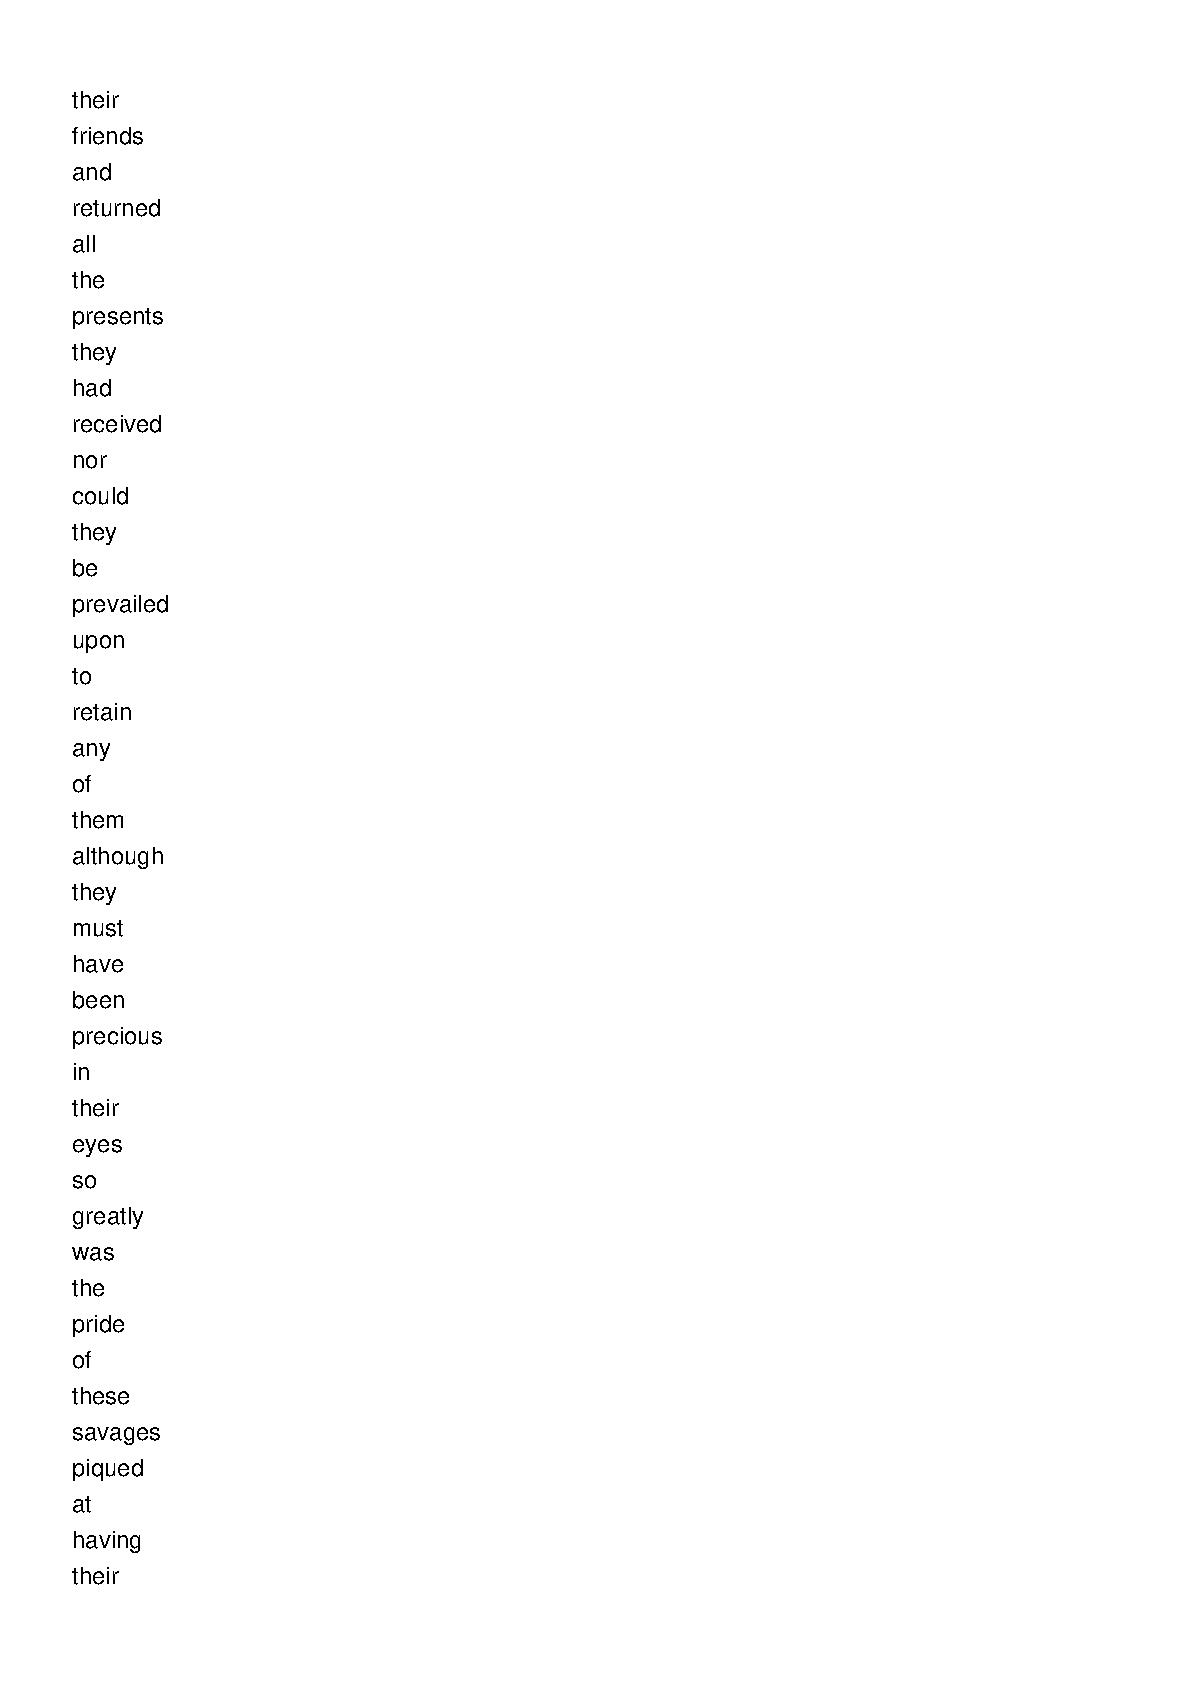 their
friends
and
returned
all
the
presents
they
had
received
nor
could
they
be
prevailed
upon
to
retain
any
of
them
although
they
must
have
been
precious
in
their
eyes
so
greatly
was
the
pride
of
these
savages
piqued
at
having
their